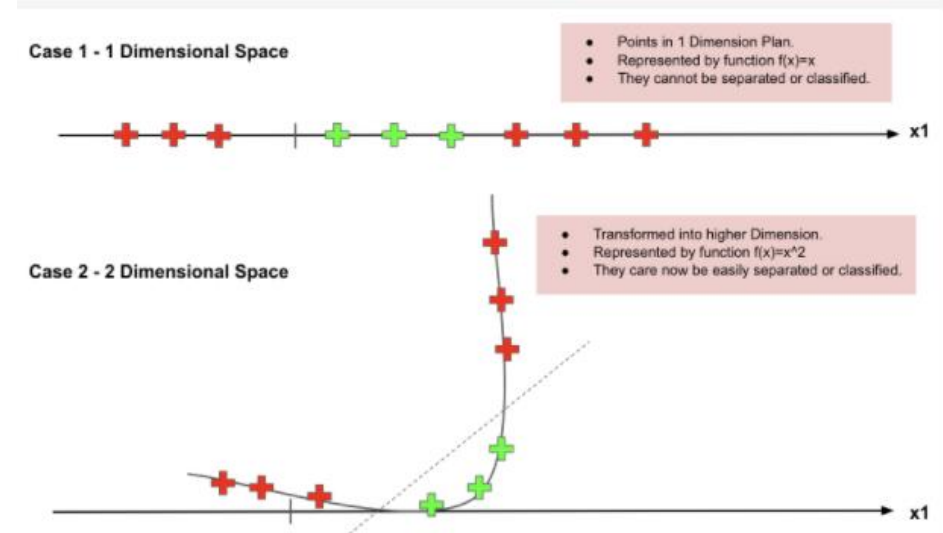 Case 1 - 1 Dimensional Space
Points in 1 Dimension Plan.
Represented by function f(x)=x
They cannot be separated or classified.
x1
Case 2 - 2 Dimensional Space
Transformed into higher Dimension.
Represented by function f(x)=x^2
They care now be easily separated or classified.
x1